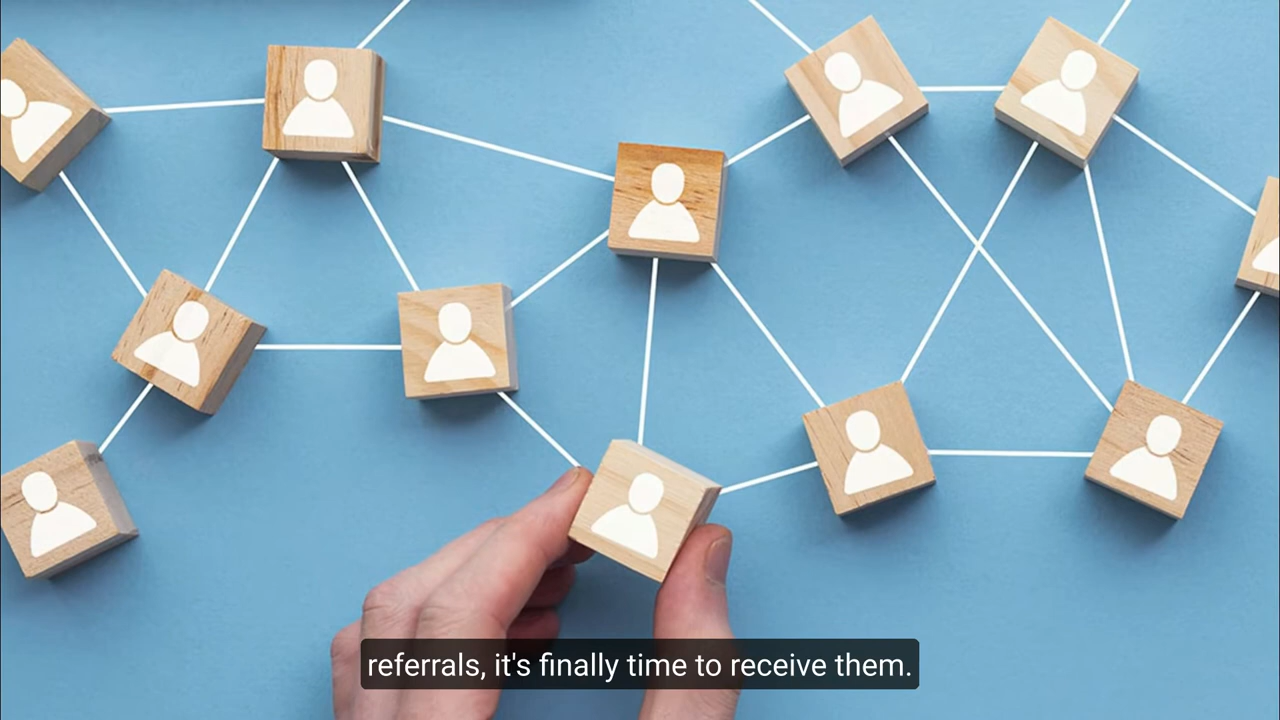 referrals, it's finally time to receive them.